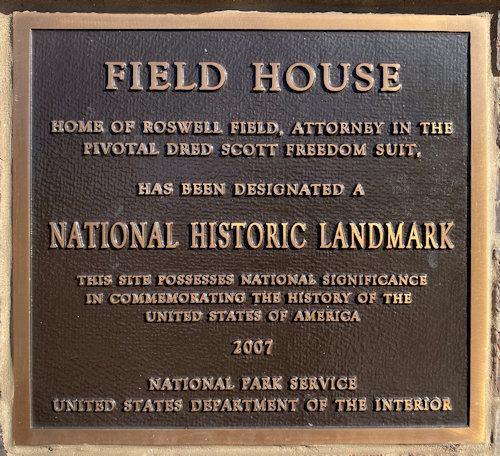 FIELD HOUSE
HOME OF ROSWELL FIELD, ATTORNEY IN THE
PIVOTAL DRED SCOTT FREEDOM SUIT,
HAS BEEN DESIGNATED A
NATIONAL HISTORIC LANDMARK
THIS SITE POSSESSES NATIONAL SIGNIFICANCE
IN COMMEMORATING THE HISTORY OF THE
UNITED STATES OF AMERICA
2007
NATIONAL PARK SERVICE
UNITED STATES DEPARTMENT OF THE INTERIOR